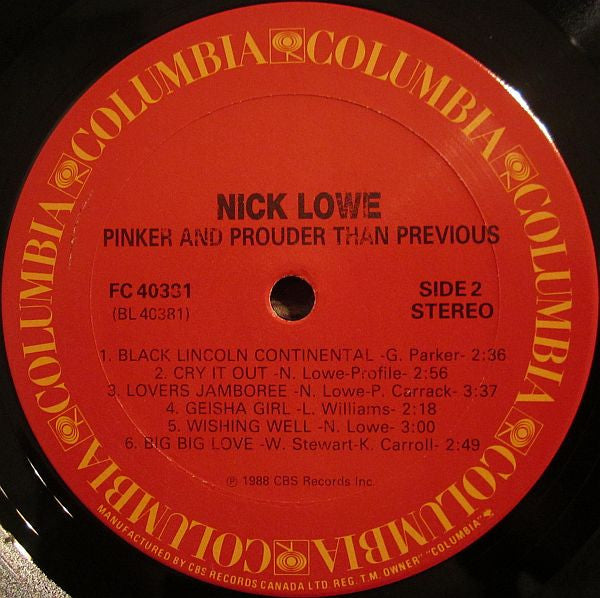 COLUMBIA COLUMBIA COLUMBIA COLUMBIA COLUMBIA COLUMBIA
NICK LOWE
PINKER AND PROUDER THAN PREVIOUS
FC 40381
(BL 40381)
SIDE 2
STEREO
1. BLACK LINCOLN CONTINENTAL -G. Parker- 2:36
2. CRY IT OUT -N. Lowe-Profile- 2:56
3. LOVERS JAMBOREE -N. Lowe-P. Carrack- 3:37
4. GEISHA GIRL -L. Williams- 2:18
5. WISHING WELL -N. Lowe- 3:00
6. BIG BIG LOVE -W. Stewart-K. Carroll- 2:49
℗ 1988 CBS Records Inc.
MANUFACTURED BY CBS RECORDS CANADA LTD. REG. T.M. OWNER" "COLUMBIA"